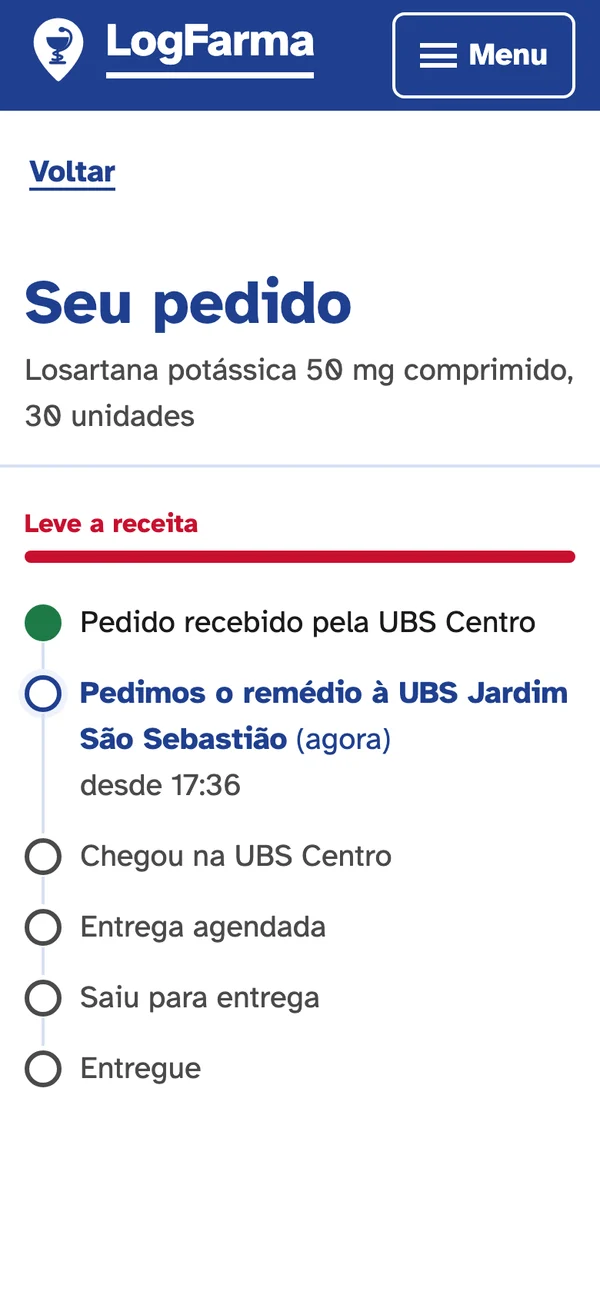 LogFarma
Menu
Voltar
Seu pedido
Losartana potássica 50 mg comprimido,
30 unidades
Leve a receita
Pedido recebido pela UBS Centro
Pedimos o remédio à UBS Jardim
São Sebastião (agora)
desde 17:36
Chegou na UBS Centro
Entrega agendada
Saiu para entrega
Entregue